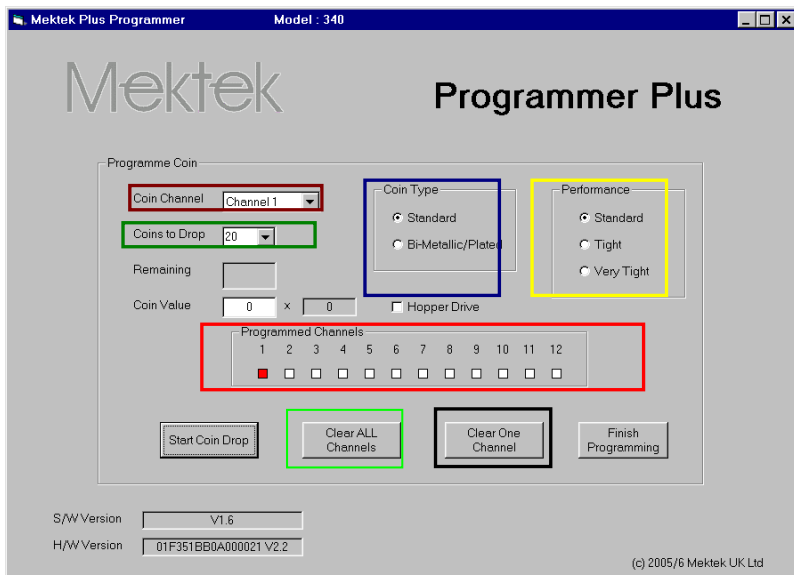 Mektek Plus Programmer Model : 340
Mektek
Programmer Plus
Programme Coin
Coin Channel Channel 1
Coins to Drop 20
Remaining
Coin Value 0 x 0
Coin Type
Standard
Bi-Metallic/Plated
Hopper Drive
Performance
Standard
Tight
Very Tight
Programmed Channels
1 2 3 4 5 6 7 8 9 10 11 12
Start Coin Drop
Clear ALL
Channels
Clear One
Channel
Finish
Programming
S/W Version V1.6
H/W Version 01F351BB0A000021 V2.2
(c) 2005/6 Mektek UK Ltd